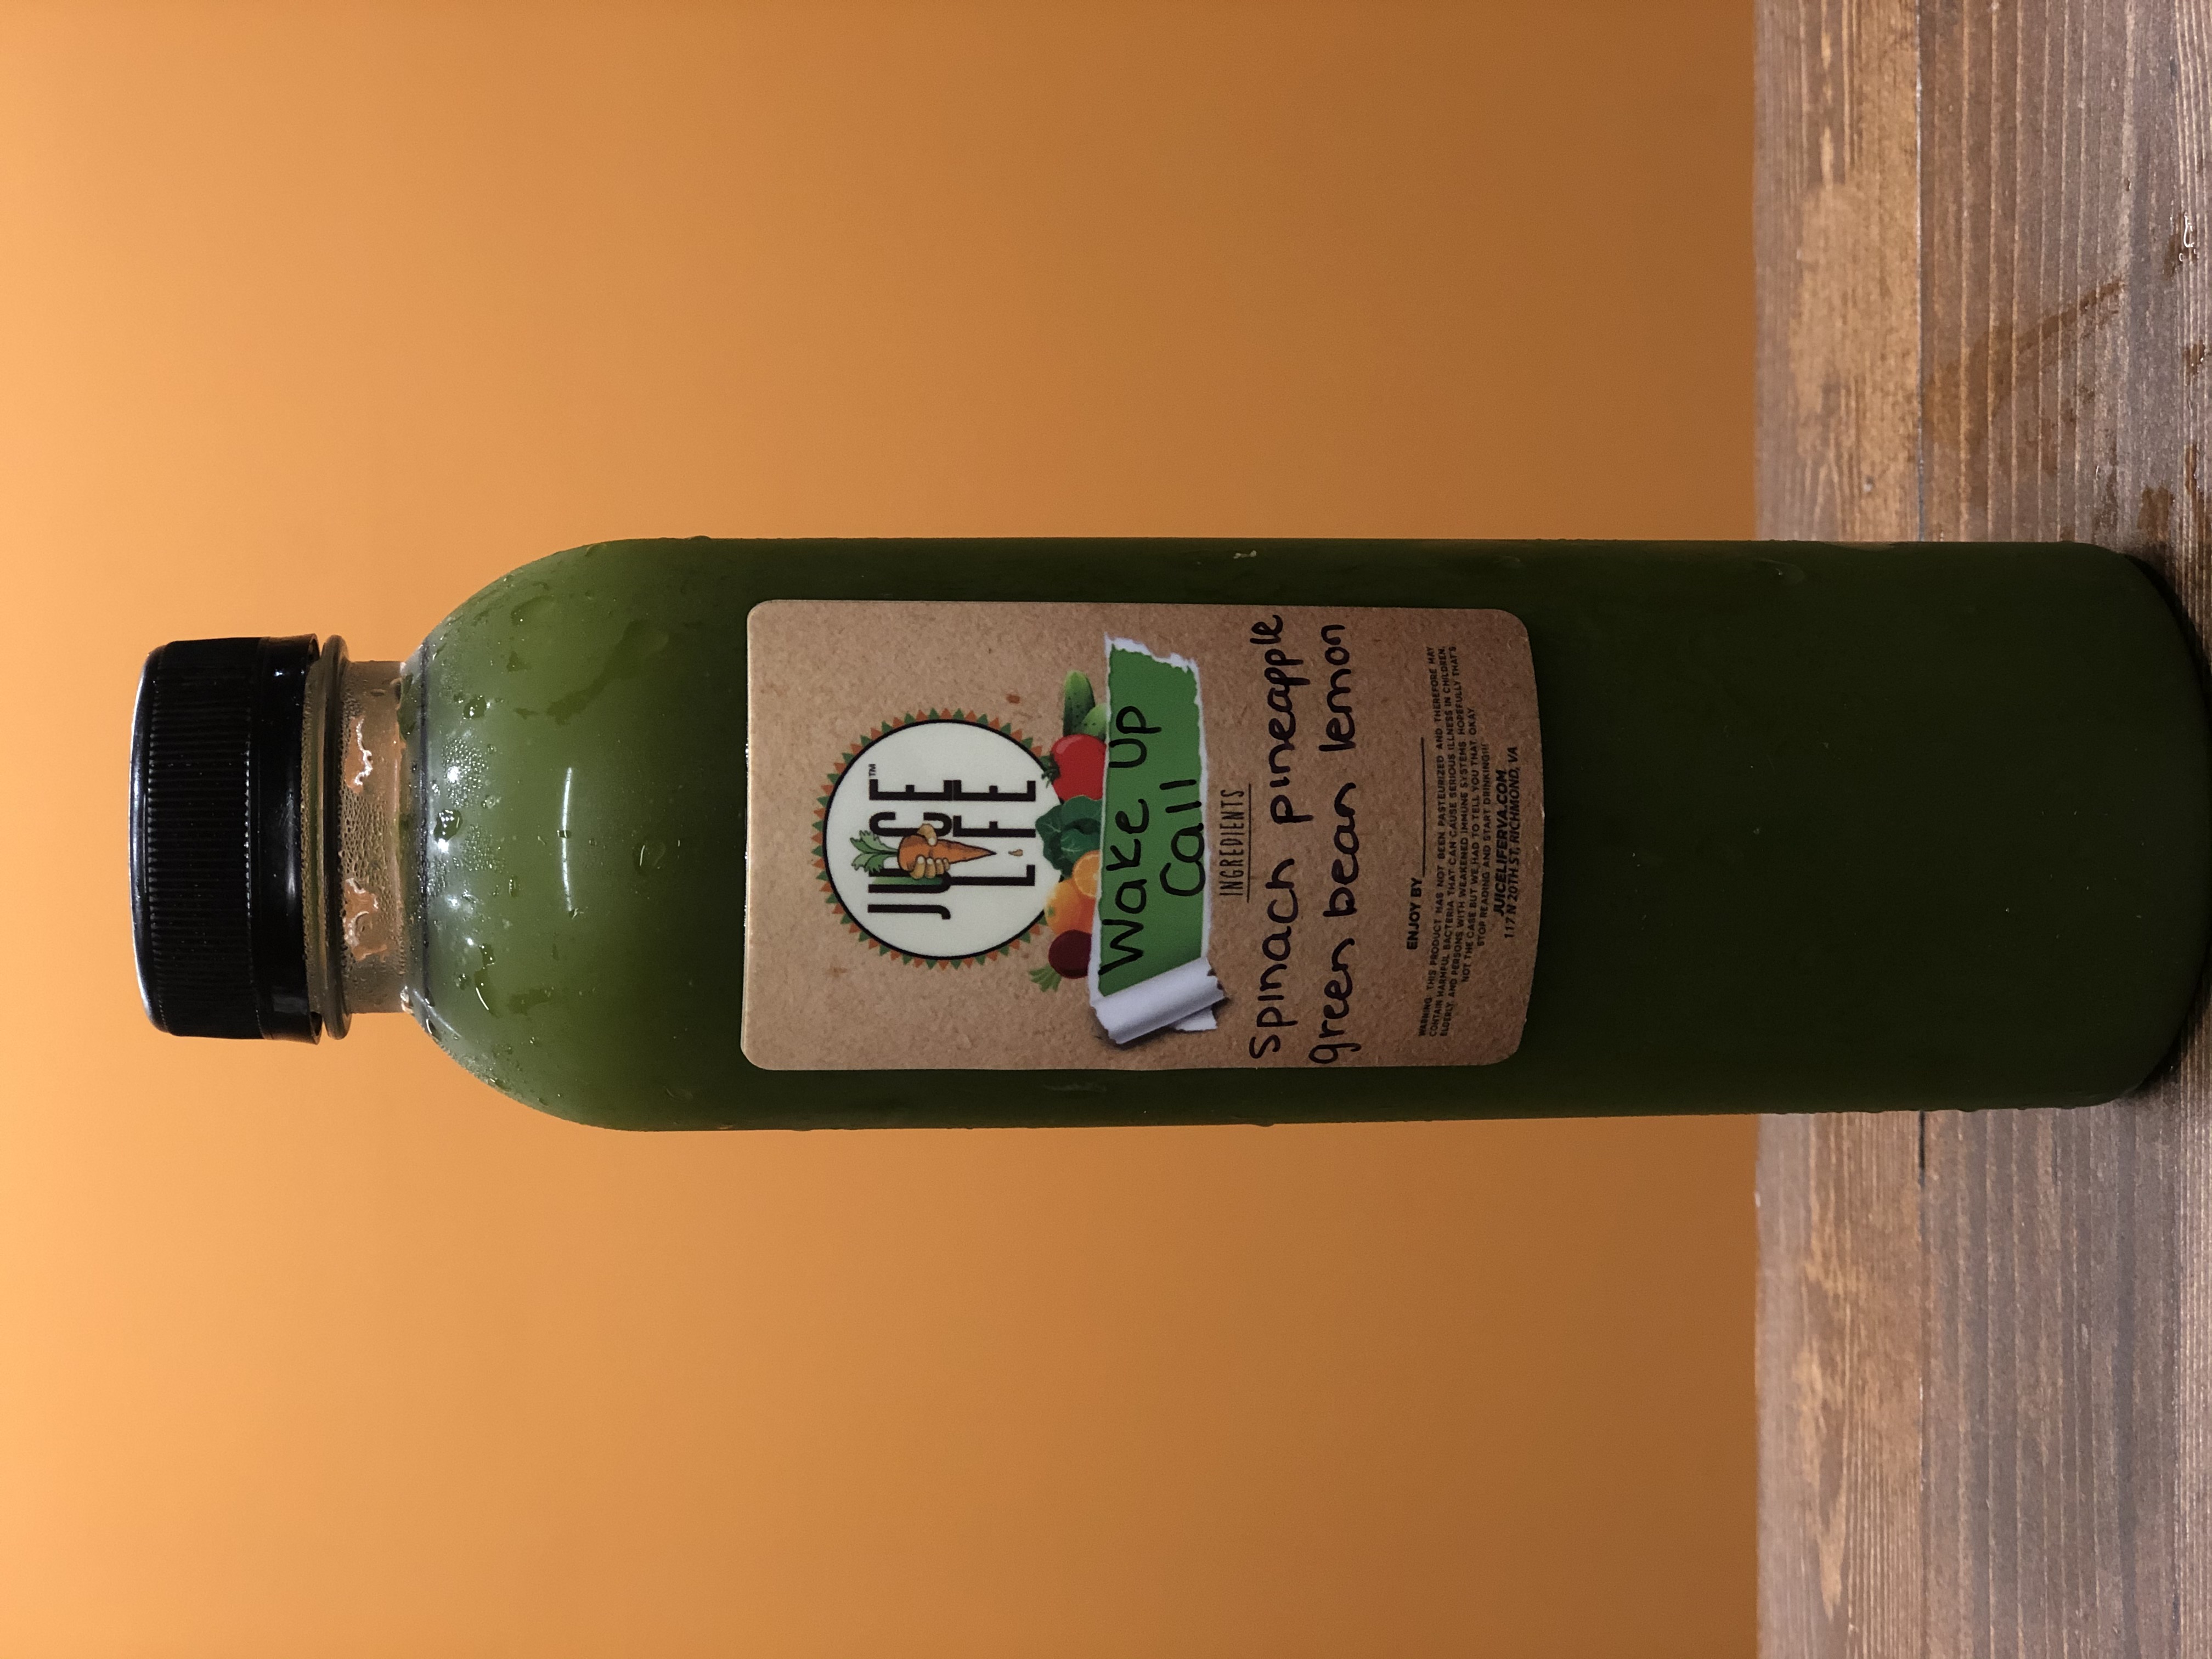 JUICE™
LIFE
Wake Up
Call
INGREDIENTS
spinach pineapple
green bean lemon
ENJOY BY
WARNING: THIS PRODUCT HAS NOT BEEN PASTEURIZED AND THEREFORE MAY
CONTAIN HARMFUL BACTERIA THAT CAN CAUSE SERIOUS ILLNESS IN CHILDREN,
ELDERLY, AND PERSONS WITH WEAKENED IMMUNE SYSTEMS. HOPEFULLY THAT'S
NOT THE CASE BUT WE HAD TO TELL YOU THAT. OKAY
STOP READING AND START DRINKING!!!
JUICELIFERVA.COM
117 N 20TH ST, RICHMOND, VA